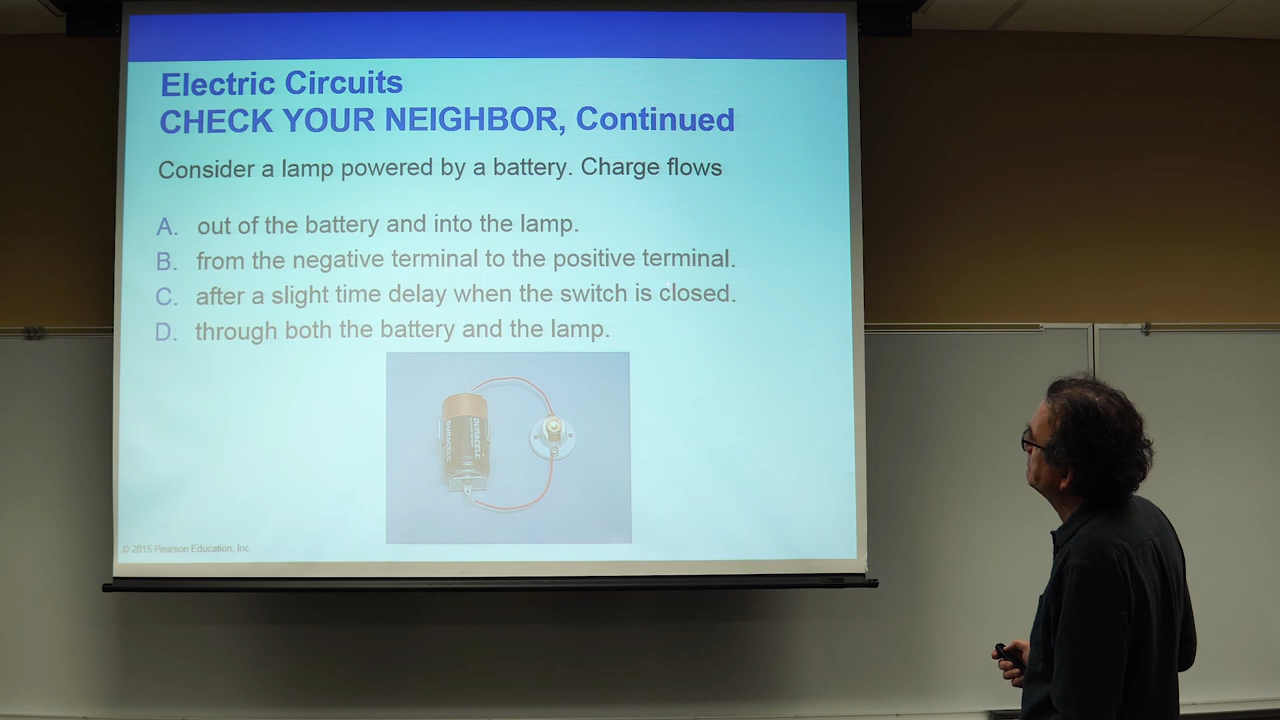 Electric Circuits
CHECK YOUR NEIGHBOR, Continued
Consider a lamp powered by a battery. Charge flows
A. out of the battery and into the lamp.
B. from the negative terminal to the positive terminal.
C. after a slight time delay when the switch is closed.
D. through both the battery and the lamp.
DURACELL
DURACELL
© 2015 Pearson Education, Inc.